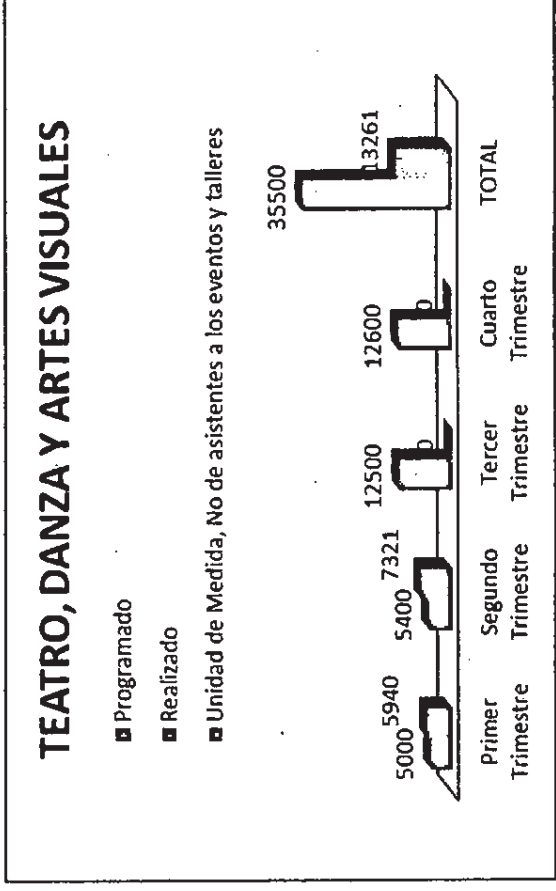 TEATRO, DANZA Y ARTES VISUALES
Programado
Realizado
Unidad de Medida, No de asistentes a los eventos y talleres
5000 5940
5400 7321
12500 0
12600 0
35500 13261
Primer Trimestre
Segundo Trimestre
Tercer Trimestre
Cuarto Trimestre
TOTAL